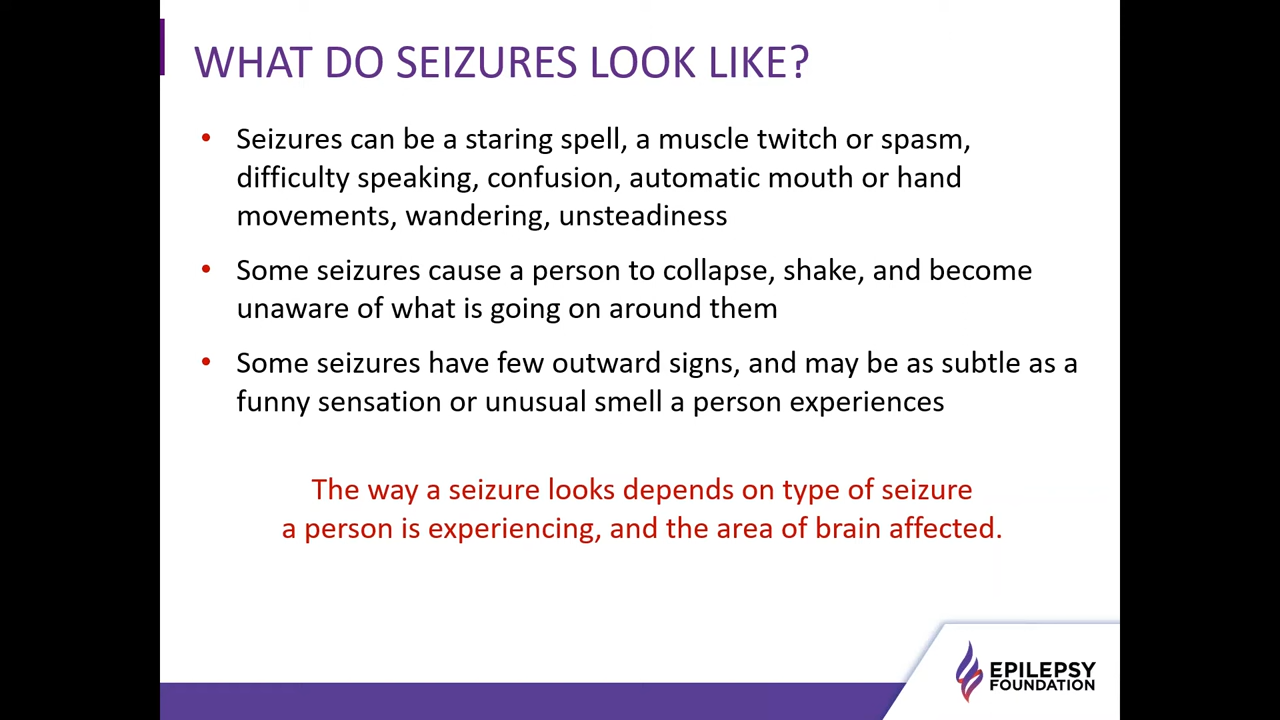 WHAT DO SEIZURES LOOK LIKE?
• Seizures can be a staring spell, a muscle twitch or spasm,
difficulty speaking, confusion, automatic mouth or hand
movements, wandering, unsteadiness
• Some seizures cause a person to collapse, shake, and become
unaware of what is going on around them
• Some seizures have few outward signs, and may be as subtle as a
funny sensation or unusual smell a person experiences
The way a seizure looks depends on type of seizure
a person is experiencing, and the area of brain affected.
EPILEPSY
FOUNDATION